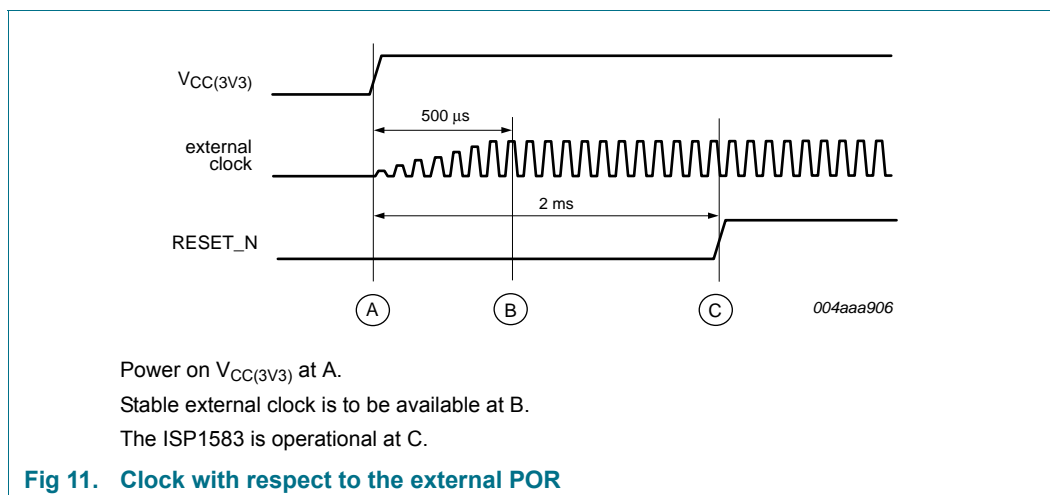 VCC(3V3)
500 μs
external
clock
2 ms
RESET_N
A
B
C
004aaa906
Power on VCC(3V3) at A.
Stable external clock is to be available at B.
The ISP1583 is operational at C.
Fig 11. Clock with respect to the external POR